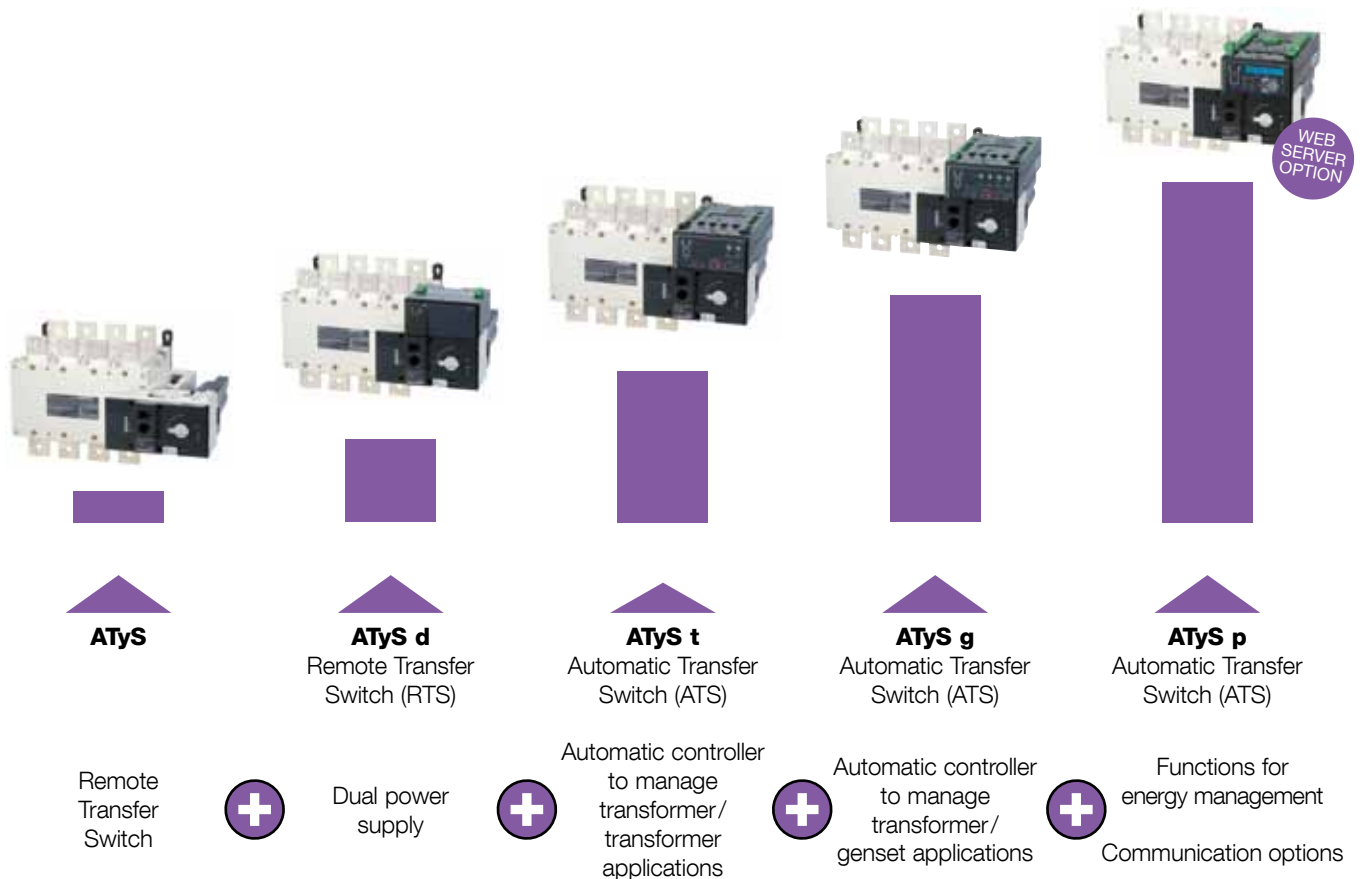 WEB
SERVER
OPTION
ATyS
ATyS d
Remote Transfer
Switch (RTS)
ATyS t
Automatic Transfer
Switch (ATS)
ATyS g
Automatic Transfer
Switch (ATS)
ATyS p
Automatic Transfer
Switch (ATS)
Remote
Transfer
Switch
Dual power
supply
Automatic controller
to manage
transformer/
transformer
applications
Automatic controller
to manage
transformer/
genset applications
Functions for
energy management
Communication options